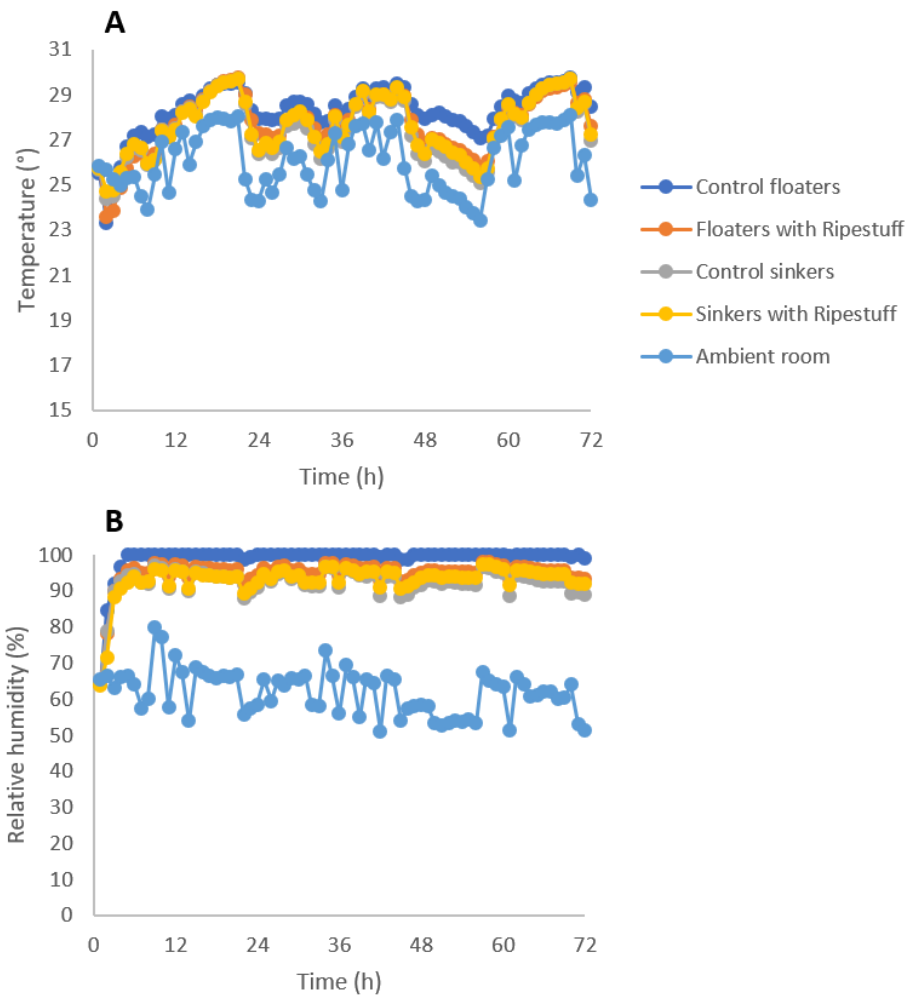 A
31
29
27
25
23
21
19
17
15
Temperature (°)
0 12 24 36 48 60 72
Time (h)
Control floaters
Floaters with Ripestuff
Control sinkers
Sinkers with Ripestuff
Ambient room
B
100
90
80
70
60
50
40
30
20
10
0
Relative humidity (%)
0 12 24 36 48 60 72
Time (h)